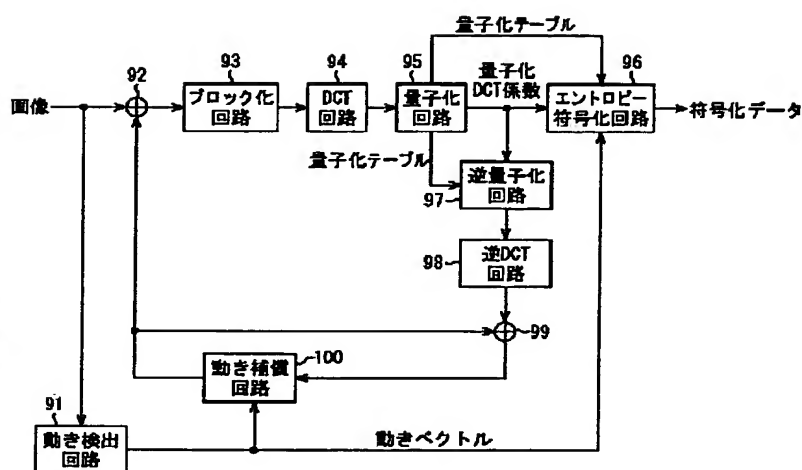 量子化テーブル
92
93
94
95
量子化
DCT係数
96
画像
ブロック化
回路
DCT
回路
量子化
回路
エントロピー
符号化回路
符号化データ
量子化テーブル
逆量子化
回路
97
逆DCT
回路
98
99
動き補償
回路
100
91
動き検出
回路
動きベクトル